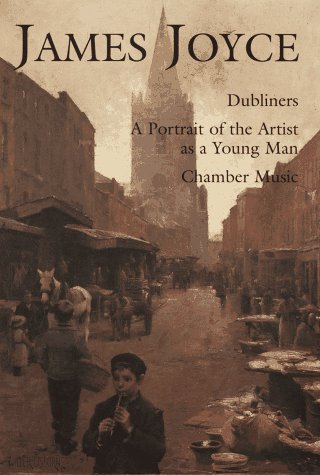 JAMES JOYCE
Dubliners
A Portrait of the Artist
as a Young Man
Chamber Music